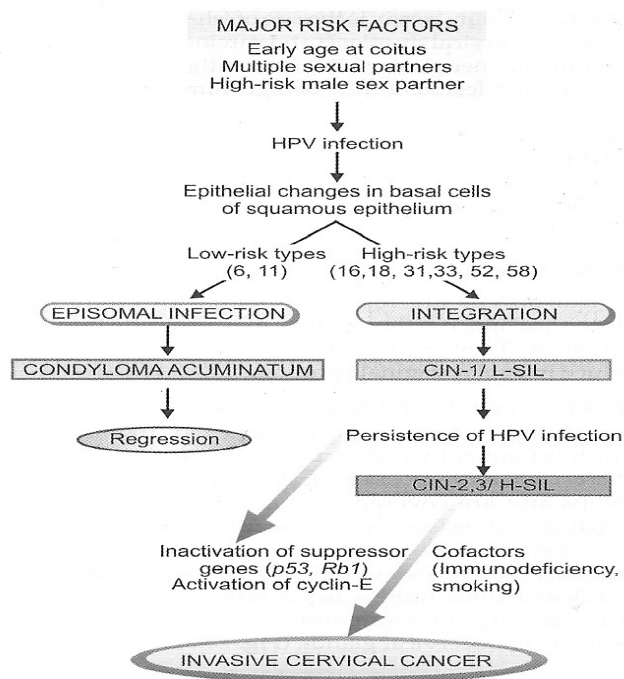 MAJOR RISK FACTORS
Early age at coitus
Multiple sexual partners
High-risk male sex partner
HPV infection
Epithelial changes in basal cells
of squamous epithelium
Low-risk types
(6, 11)
High-risk types
(16,18, 31,33, 52, 58)
EPISOMAL INFECTION
INTEGRATION
CONDYLOMA ACUMINATUM
CIN-1/ L-SIL
Regression
Persistence of HPV infection
CIN-2,3/ H-SIL
Inactivation of suppressor
genes (p53, Rb1)
Activation of cyclin-E
Cofactors
(Immunodeficiency,
smoking)
INVASIVE CERVICAL CANCER